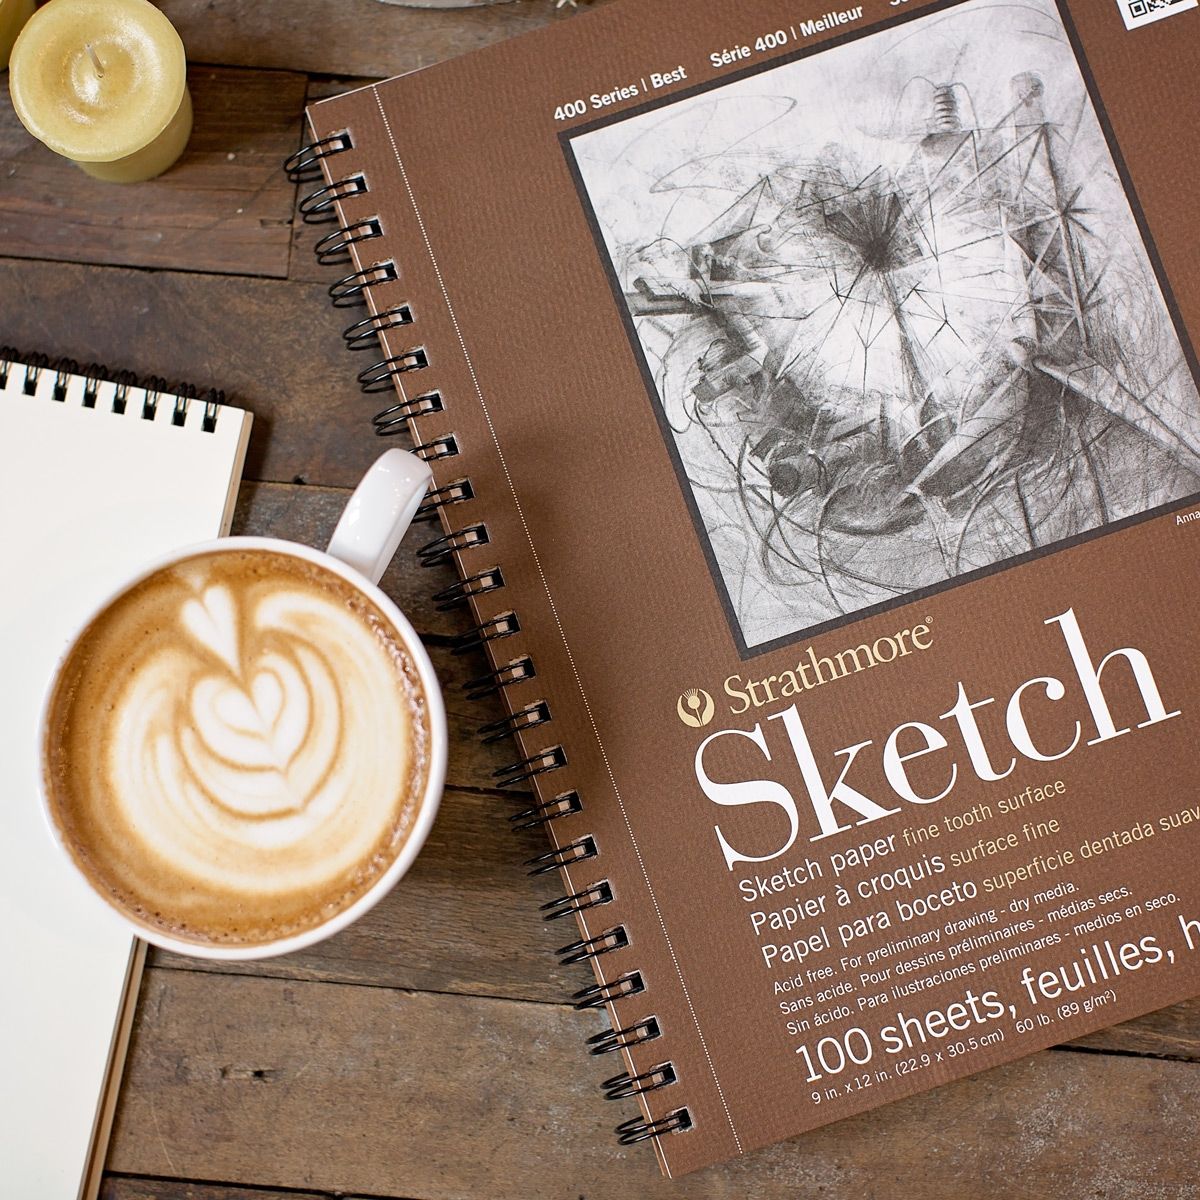 400 Series | Best Série 400 | Meilleur
Anna
Strathmore®
Sketch
Sketch paper fine tooth surface
Papier à croquis surface fine
Papel para boceto superficie dentada suav
Acid free. For preliminary drawing - dry media.
Sans acide. Pour dessins préliminaires - médias secs.
Sin ácido. Para ilustraciones preliminares - medios en seco.
100 sheets, feuilles, h
9 in. x 12 in. (22.9 x 30.5 cm) 60 lb. (89 g/m²)